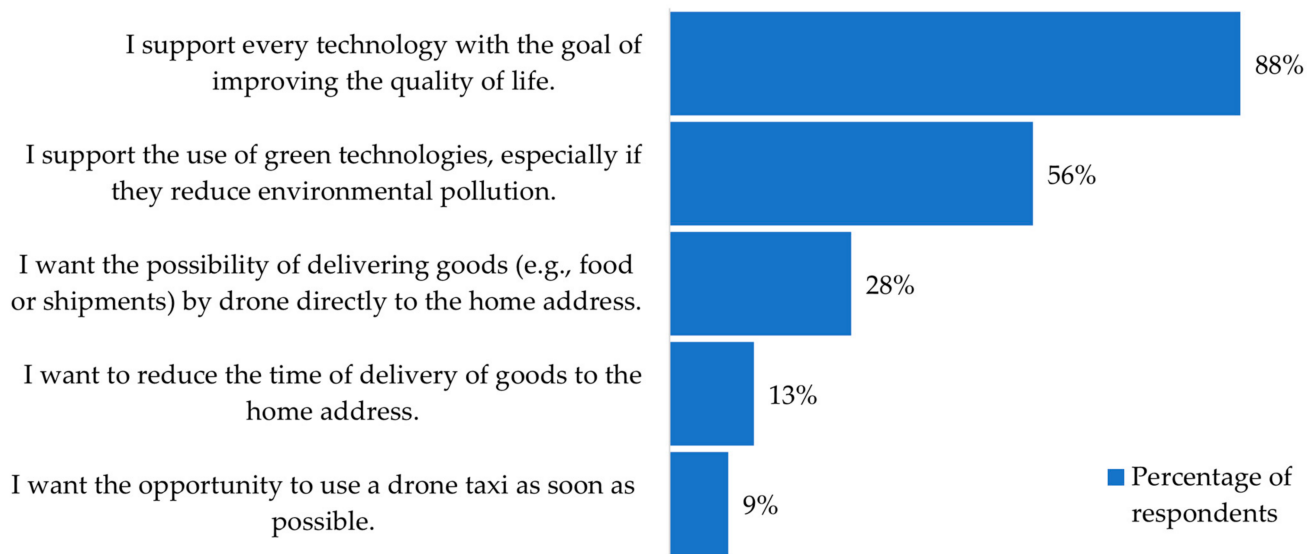 I support every technology with the goal of
improving the quality of life.
88%
I support the use of green technologies, especially if
they reduce environmental pollution.
56%
I want the possibility of delivering goods (e.g., food
or shipments) by drone directly to the home address.
28%
I want to reduce the time of delivery of goods to the
home address.
13%
I want the opportunity to use a drone taxi as soon as
possible.
9%
Percentage of
respondents